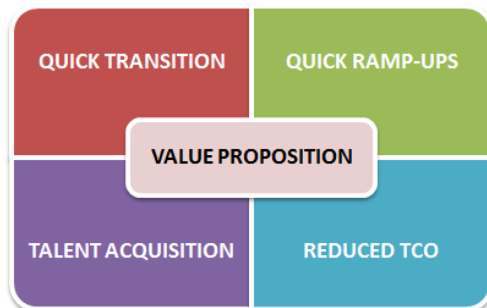 QUICK TRANSITION
QUICK RAMP-UPS
VALUE PROPOSITION
TALENT ACQUISITION
REDUCED TCO